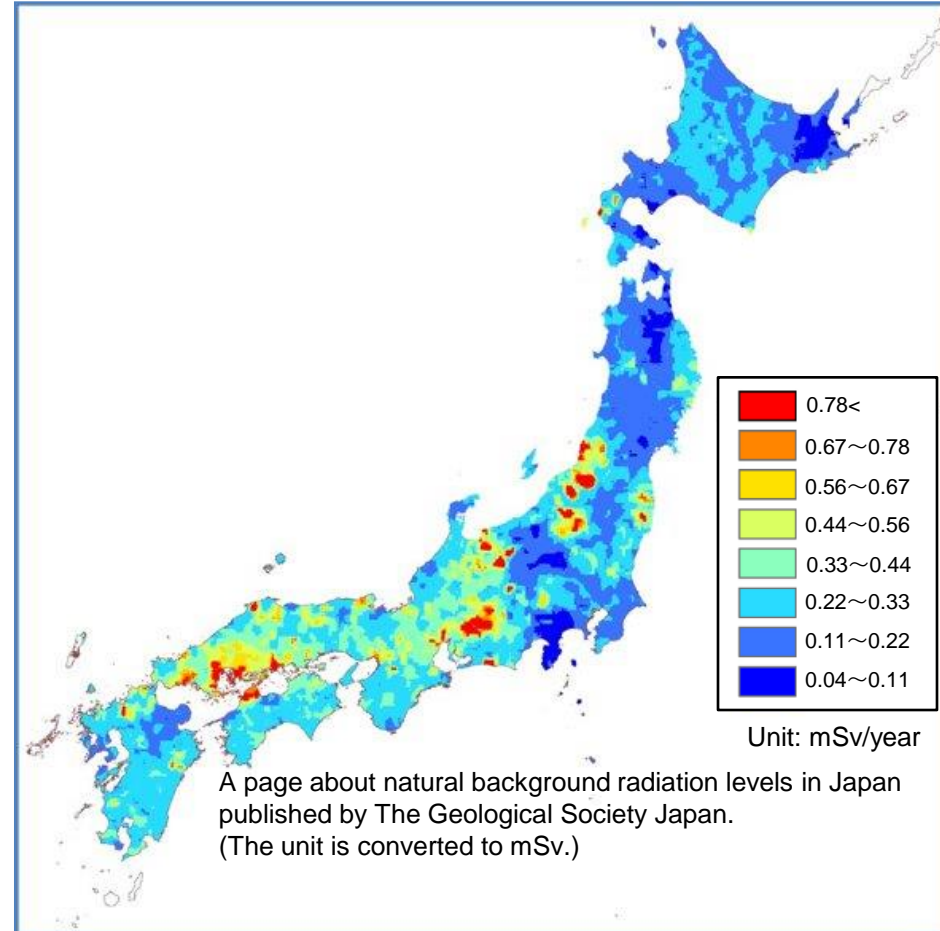 0.78<
0.67～0.78
0.56～0.67
0.44～0.56
0.33～0.44
0.22～0.33
0.11～0.22
0.04～0.11
Unit: mSv/year
A page about natural background radiation levels in Japan
published by The Geological Society Japan.
(The unit is converted to mSv.)